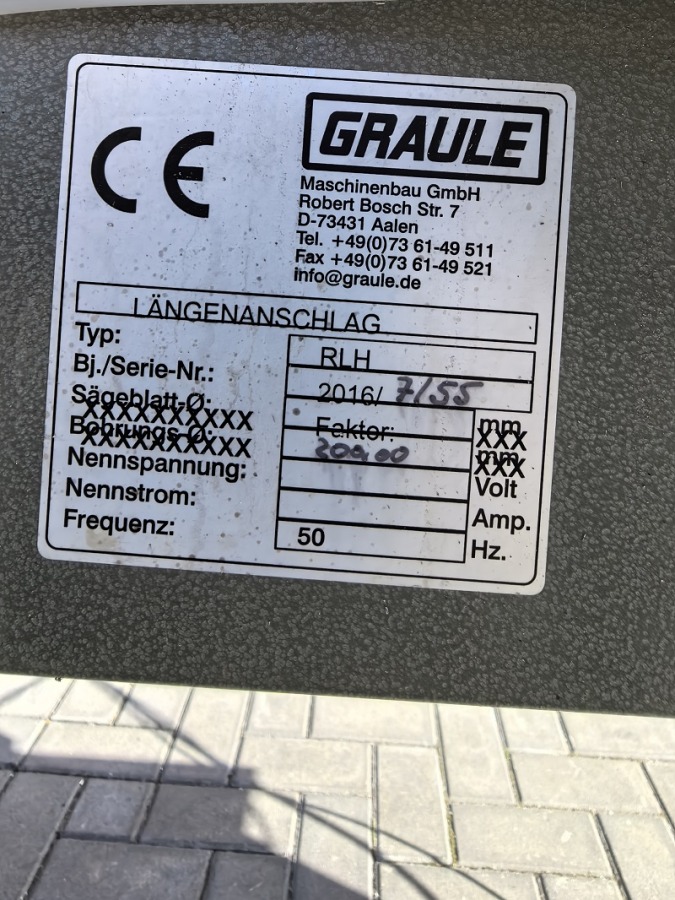 CE
GRAULE
Maschinenbau GmbH
Robert Bosch Str. 7
D-73431 Aalen
Tel. +49(0)73 61-49 511
Fax +49(0)73 61-49 521
info@graule.de
LÄNGENANSCHLAG
Typ: RLH
Bj./Serie-Nr.: 2016/ 7/55
Sägeblatt-Ø: mm
XXXXXXXXXX XXX
Bohrungs-Ø: Faktor: mm
XXXXXXXXXX 200,00 XXX
Nennspannung: Volt
Nennstrom: Amp.
Frequenz: 50 Hz.